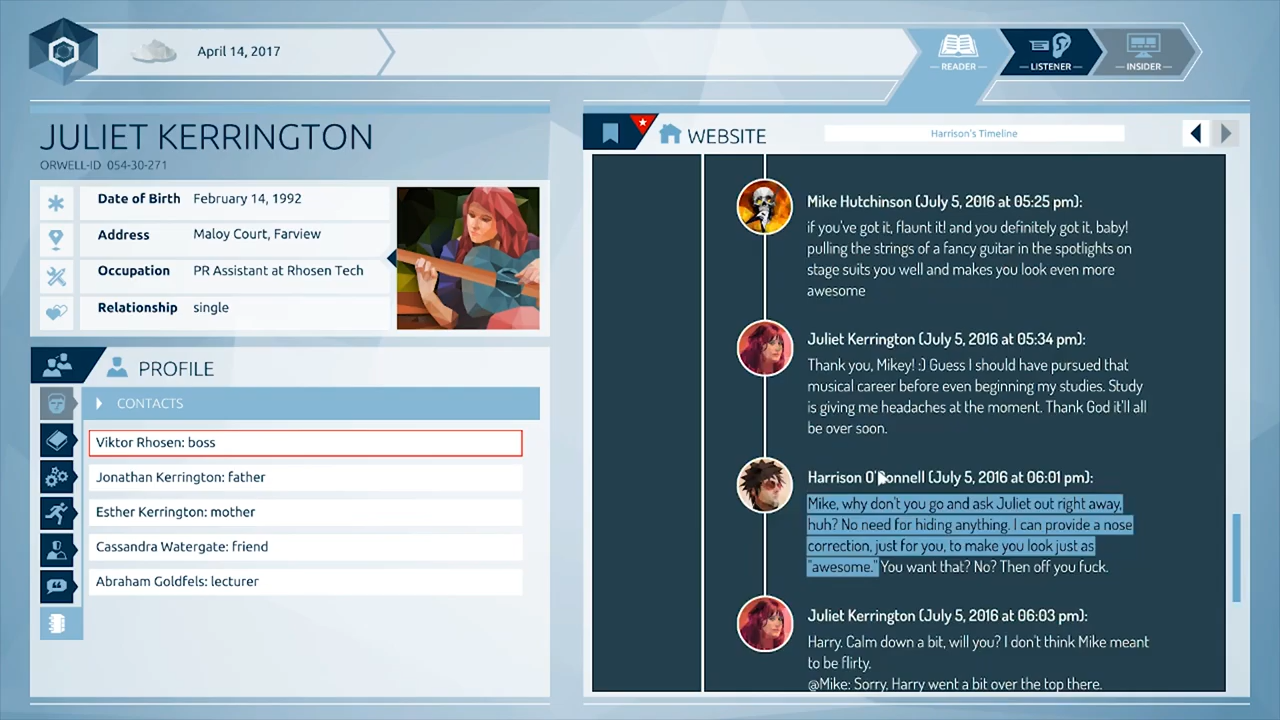 April 14, 2017
— READER —
— LISTENER —
— INSIDER —
JULIET KERRINGTON
ORWELL-ID 054-30-271
Date of Birth February 14, 1992
Address Maloy Court, Farview
Occupation PR Assistant at Rhosen Tech
Relationship single
PROFILE
CONTACTS
Viktor Rhosen: boss
Jonathan Kerrington: father
Esther Kerrington: mother
Cassandra Watergate: friend
Abraham Goldfels: lecturer
WEBSITE
Harrison's Timeline
Mike Hutchinson (July 5, 2016 at 05:25 pm):
if you've got it, flaunt it! and you definitely got it, baby!
pulling the strings of a fancy guitar in the spotlights on
stage suits you well and makes you look even more
awesome
Juliet Kerrington (July 5, 2016 at 05:34 pm):
Thank you, Mikey! :) Guess I should have pursued that
musical career before even beginning my studies. Study
is giving me headaches at the moment. Thank God it'll all
be over soon.
Harrison O'Donnell (July 5, 2016 at 06:01 pm):
Mike, why don't you go and ask Juliet out right away,
huh? No need for hiding anything. I can provide a nose
correction, just for you, to make you look just as
"awesome." You want that? No? Then off you fuck.
Juliet Kerrington (July 5, 2016 at 06:03 pm):
Harry. Calm down a bit, will you? I don't think Mike meant
to be flirty.
@Mike: Sorry, Harry went a bit over the top there.